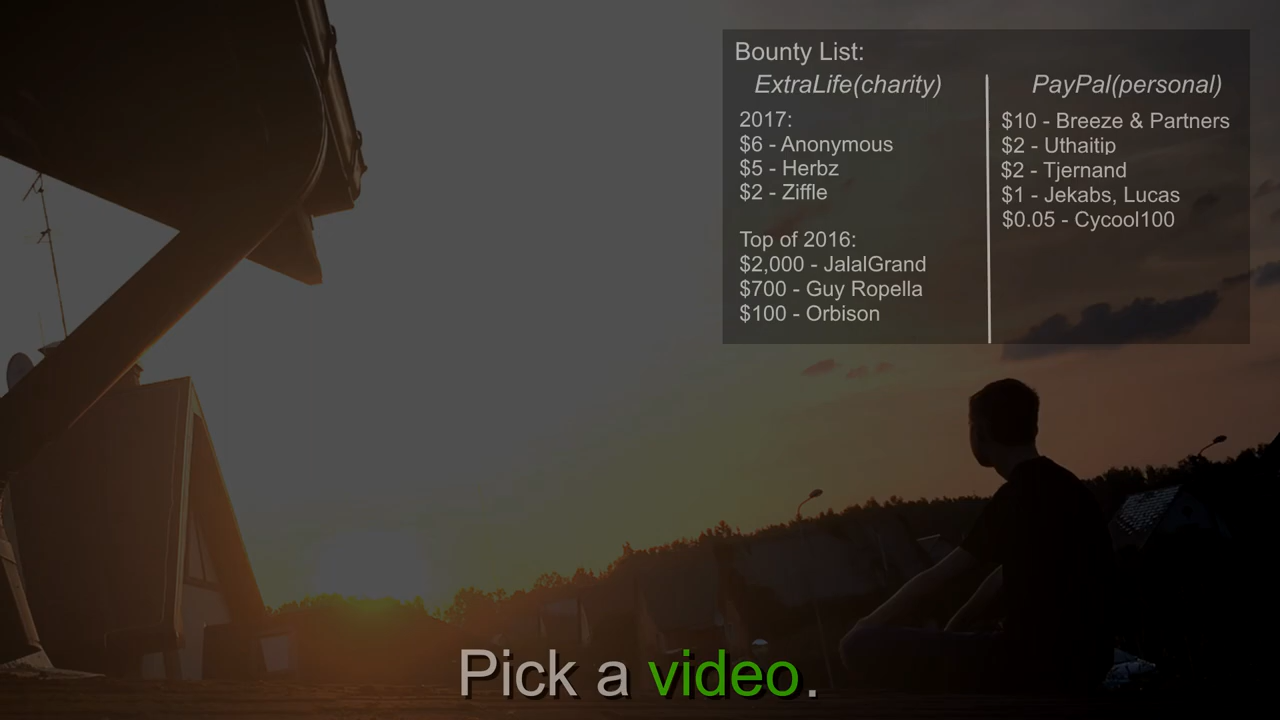 Bounty List:
ExtraLife(charity)
2017:
$6 - Anonymous
$5 - Herbz
$2 - Ziffle
Top of 2016:
$2,000 - JalalGrand
$700 - Guy Ropella
$100 - Orbison
PayPal(personal)
$10 - Breeze & Partners
$2 - Uthaitip
$2 - Tjernand
$1 - Jekabs, Lucas
$0.05 - Cycool100
Pick a video.